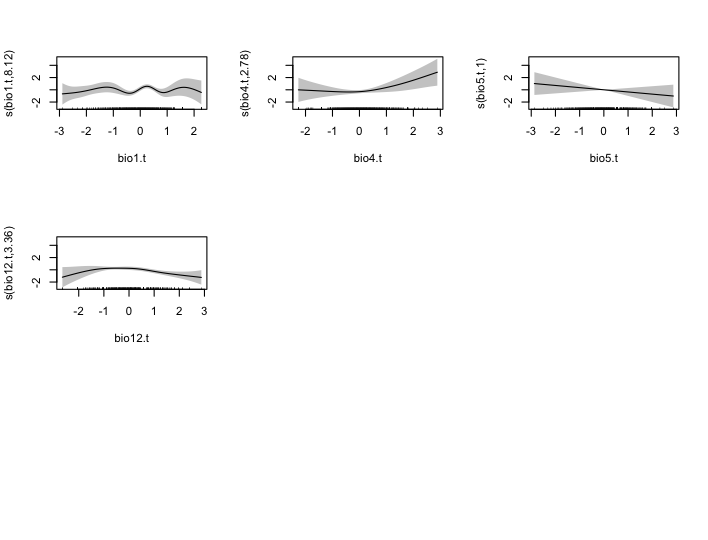 s(bio1.t,8.12)
2
-2
-3 -2 -1 0 1 2
bio1.t
s(bio4.t,2.78)
2
-2
-2 -1 0 1 2 3
bio4.t
s(bio5.t,1)
2
-2
-3 -2 -1 0 1 2 3
bio5.t
s(bio12.t,3.36)
2
-2
-2 -1 0 1 2 3
bio12.t